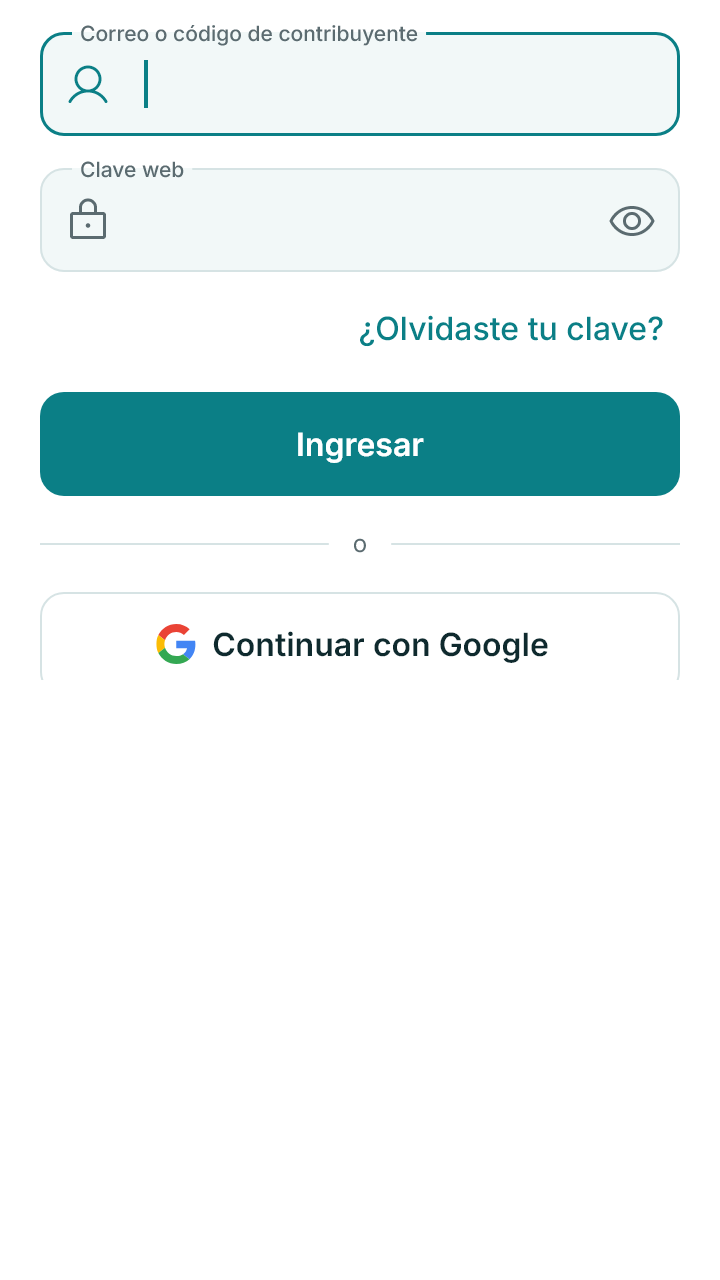 Correo o código de contribuyente
Clave web
¿Olvidaste tu clave?
Ingresar
o
Continuar con Google